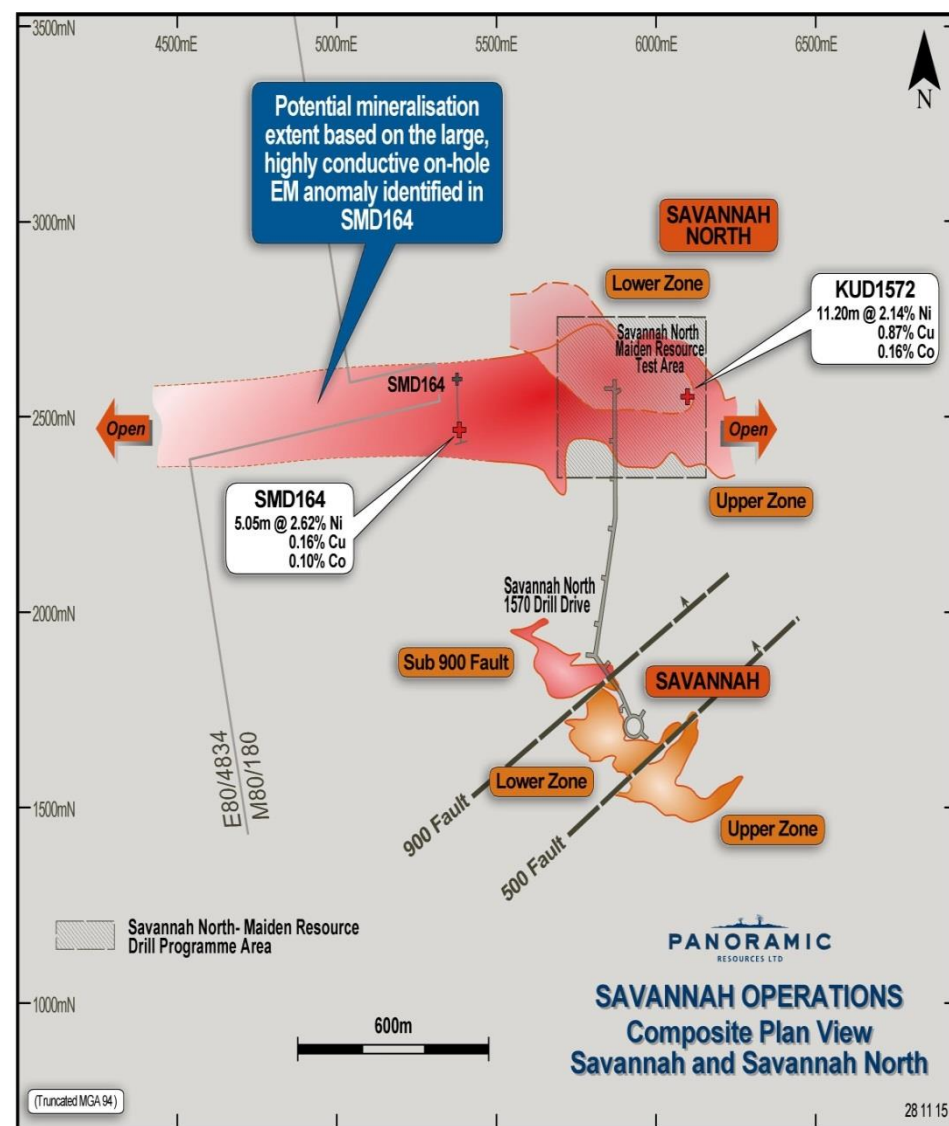 3500mN
4500mE
5000mE
5500mE
6000mE
6500mE
N
Potential mineralisation
extent based on the large,
highly conductive on-hole
EM anomaly identified in
SMD164
3000mN
SAVANNAH
NORTH
Lower Zone
KUD1572
11.20m @ 2.14% Ni
0.87% Cu
0.16% Co
Savannah North
Maiden Resource
Test Area
SMD164
2500mN
Open
Open
SMD164
5.05m @ 2.62% Ni
0.16% Cu
0.10% Co
Upper Zone
2000mN
Savannah North
1570 Drill Drive
Sub 900 Fault
SAVANNAH
E80/4834
M80/180
Lower Zone
1500mN
900 Fault
500 Fault
Upper Zone
Savannah North- Maiden Resource
Drill Programme Area
PANORAMIC
RESOURCES LTD
1000mN
600m
SAVANNAH OPERATIONS
Composite Plan View
Savannah and Savannah North
(Truncated MGA 94)
28 11 15